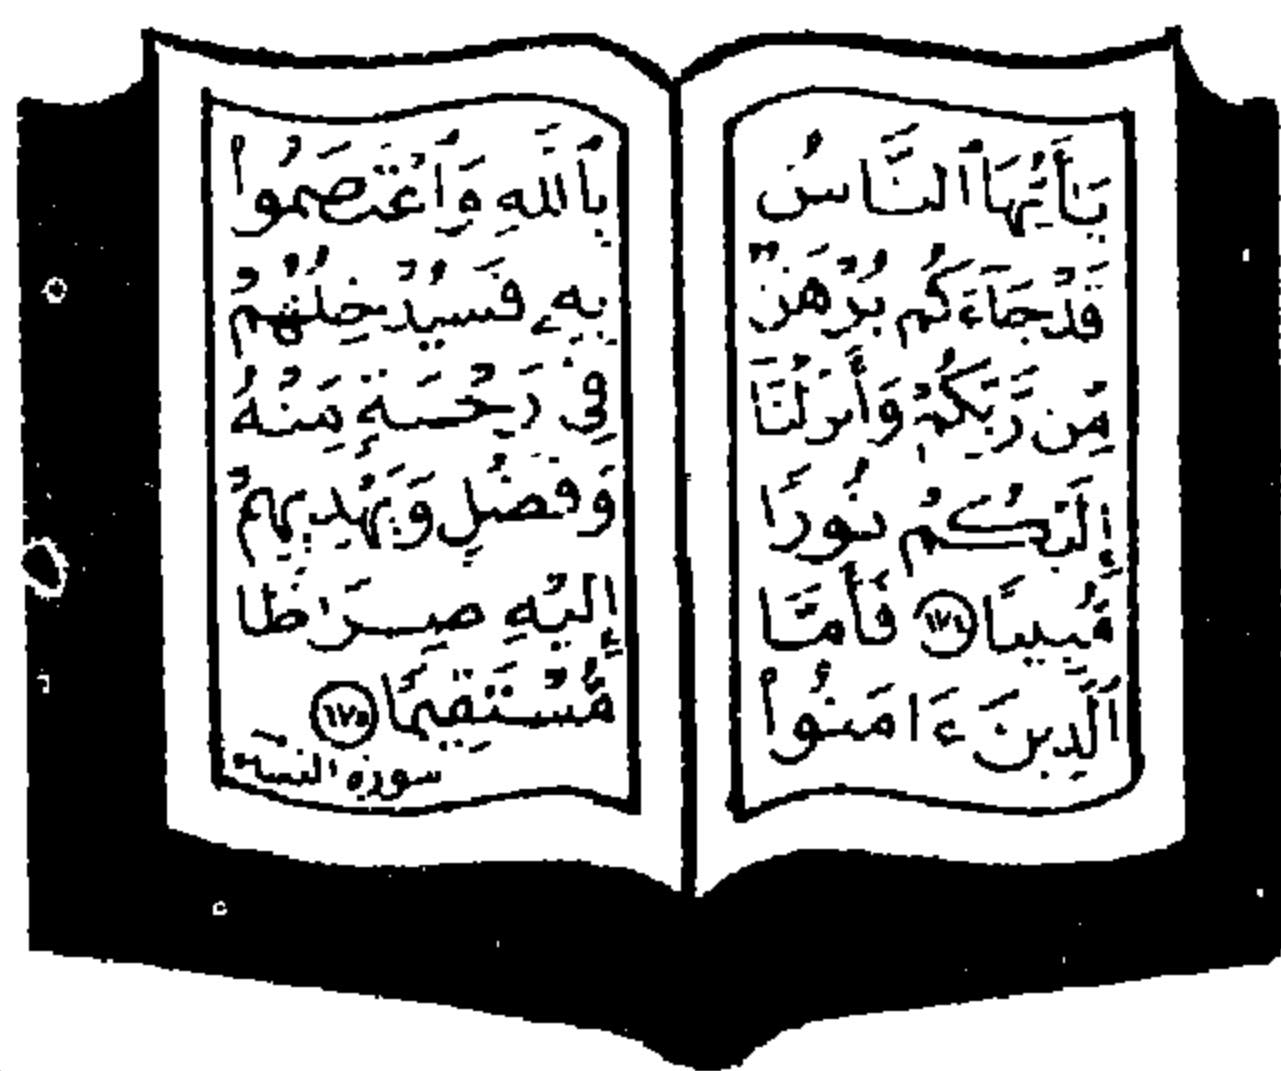 يَـٰٓأَيُّهَا ٱلنَّاسُ
قَدْ جَآءَكُم بُرْهَـٰنٌ
مِّن رَّبِّكُمْ وَأَنزَلْنَآ
إِلَيْكُمْ نُورًا
مُّبِينًا ١٧٤ فَأَمَّا
ٱلَّذِينَ ءَامَنُوا۟
بِٱللَّهِ وَٱعْتَصَمُوا۟
بِهِۦ فَسَيُدْخِلُهُمْ
فِى رَحْمَةٍ مِّنْهُ
وَفَضْلٍ وَيَهْدِيهِمْ
إِلَيْهِ صِرَٰطًا
مُّسْتَقِيمًا ١٧٥
سورة النساء